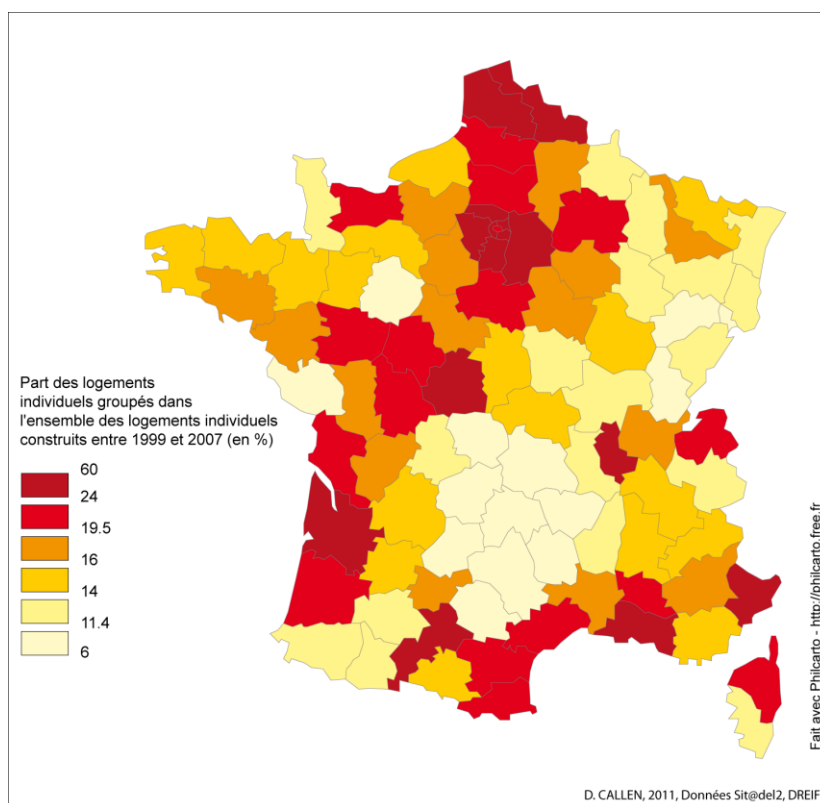 Part des logements
individuels groupés dans
l'ensemble des logements individuels
construits entre 1999 et 2007 (en %)
60
24
19.5
16
14
11.4
6
Fait avec Philcarto - http://philcarto.free.fr
D. CALLEN, 2011, Données Sit@del2, DREIF